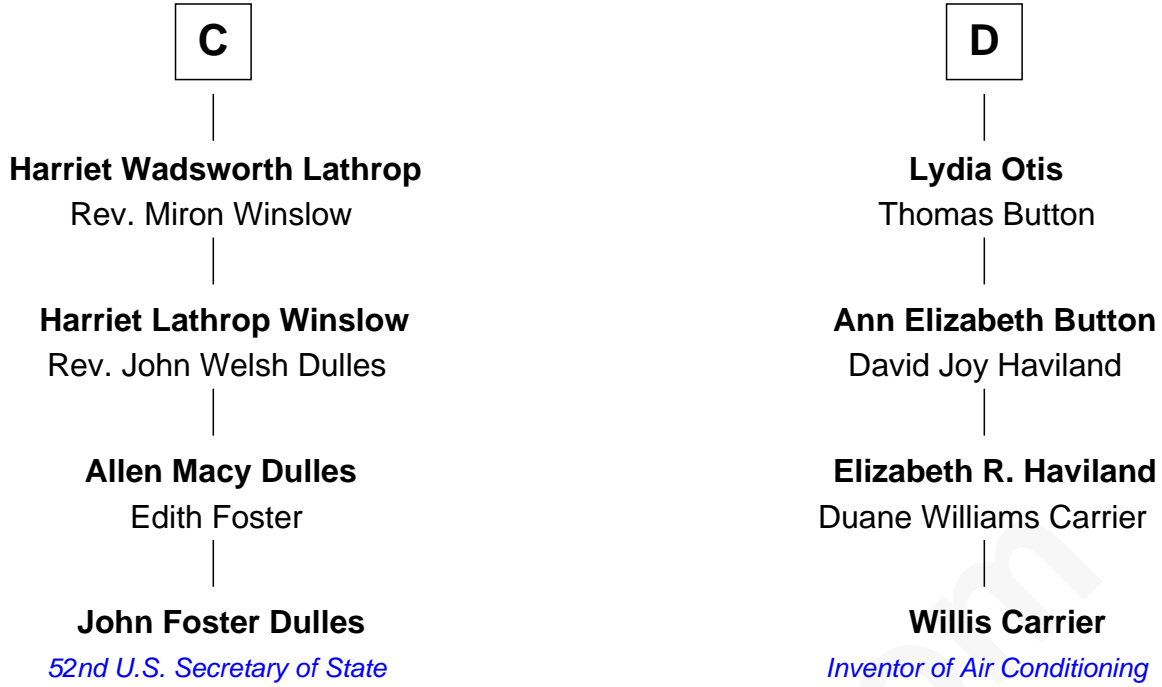 C
Harriet Wadsworth Lathrop
Rev. Miron Winslow
Harriet Lathrop Winslow
Rev. John Welsh Dulles
Allen Macy Dulles
Edith Foster
John Foster Dulles
52nd U.S. Secretary of State
D
Lydia Otis
Thomas Button
Ann Elizabeth Button
David Joy Haviland
Elizabeth R. Haviland
Duane Williams Carrier
Willis Carrier
Inventor of Air Conditioning